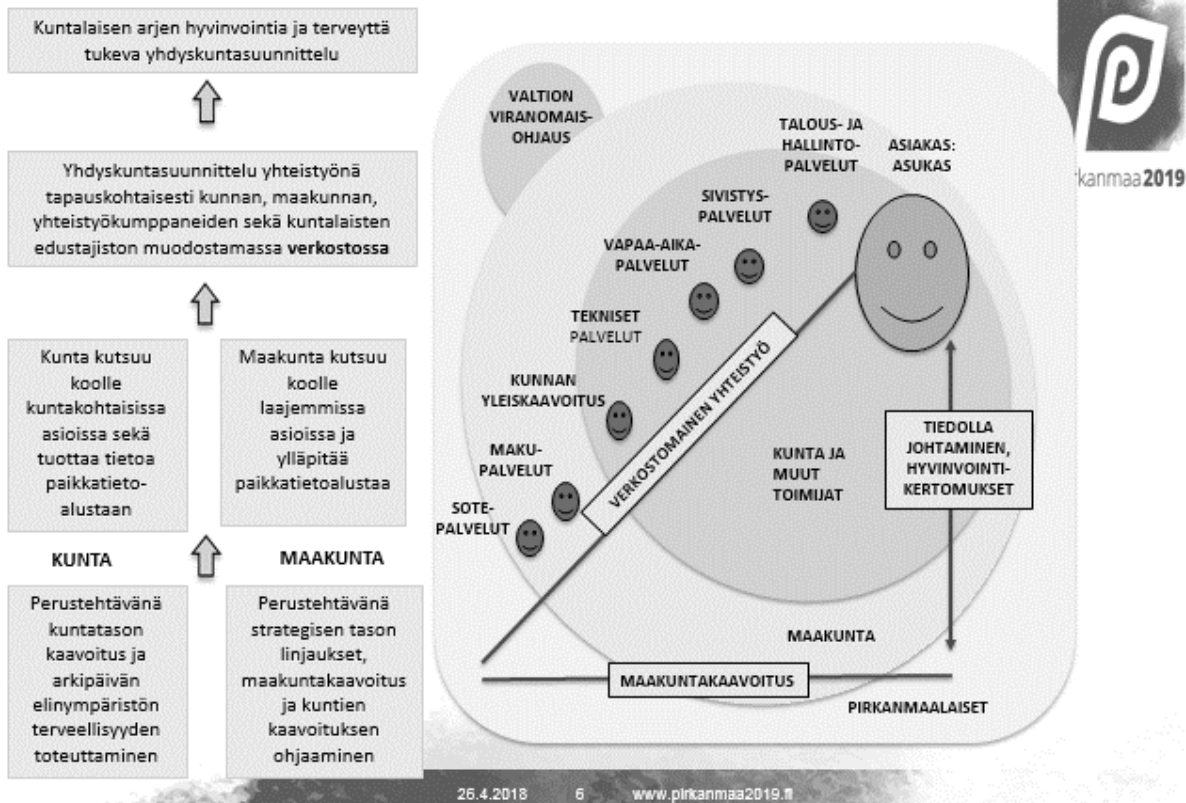 Kuntalaisen arjen hyvinvointia ja terveyttä
tukeva yhdyskuntasuunnittelu
Yhdyskuntasuunnittelu yhteistyönä
tapauskohtaisesti kunnan, maakunnan,
yhteistyökumppaneiden sekä kuntalaisten
edustajiston muodostamassa verkostossa
Kunta kutsuu
koolle
kuntakohtaisissa
asioissa sekä
tuottaa tietoa
paikkatieto-
alustaan
Maakunta kutsuu
koolle
laajemmissa
asioissa ja
ylläpitää
paikkatietoalustaa
KUNTA
MAAKUNTA
Perustehtävänä
kuntatason
kaavoitus ja
arkipäivän
elinympäristön
terveellisyyden
toteuttaminen
Perustehtävänä
strategisen tason
linjaukset,
maakuntakaavoitus
ja kuntien
kaavoituksen
ohjaaminen
VALTION
VIRANOMAIS-
OHJAUS
TALOUS- JA
HALLINTO-
PALVELUT
ASIAKAS:
ASUKAS
SIVISTYS-
PALVELUT
VAPAA-AIKA-
PALVELUT
TEKNISET
PALVELUT
KUNNAN
YLEISKAAVOITUS
MAKU-
PALVELUT
SOTE-
PALVELUT
VERKOSTOMAINEN YHTEISTYÖ
KUNTA JA
MUUT
TOIMIJAT
TIEDOLLA
JOHTAMINEN,
HYVINVOINTI-
KERTOMUKSET
MAAKUNTA
MAAKUNTAKAAVOITUS
PIRKANMAALAISET
rkanmaa2019
26.4.2018 6 www.pirkanmaa2019.fi